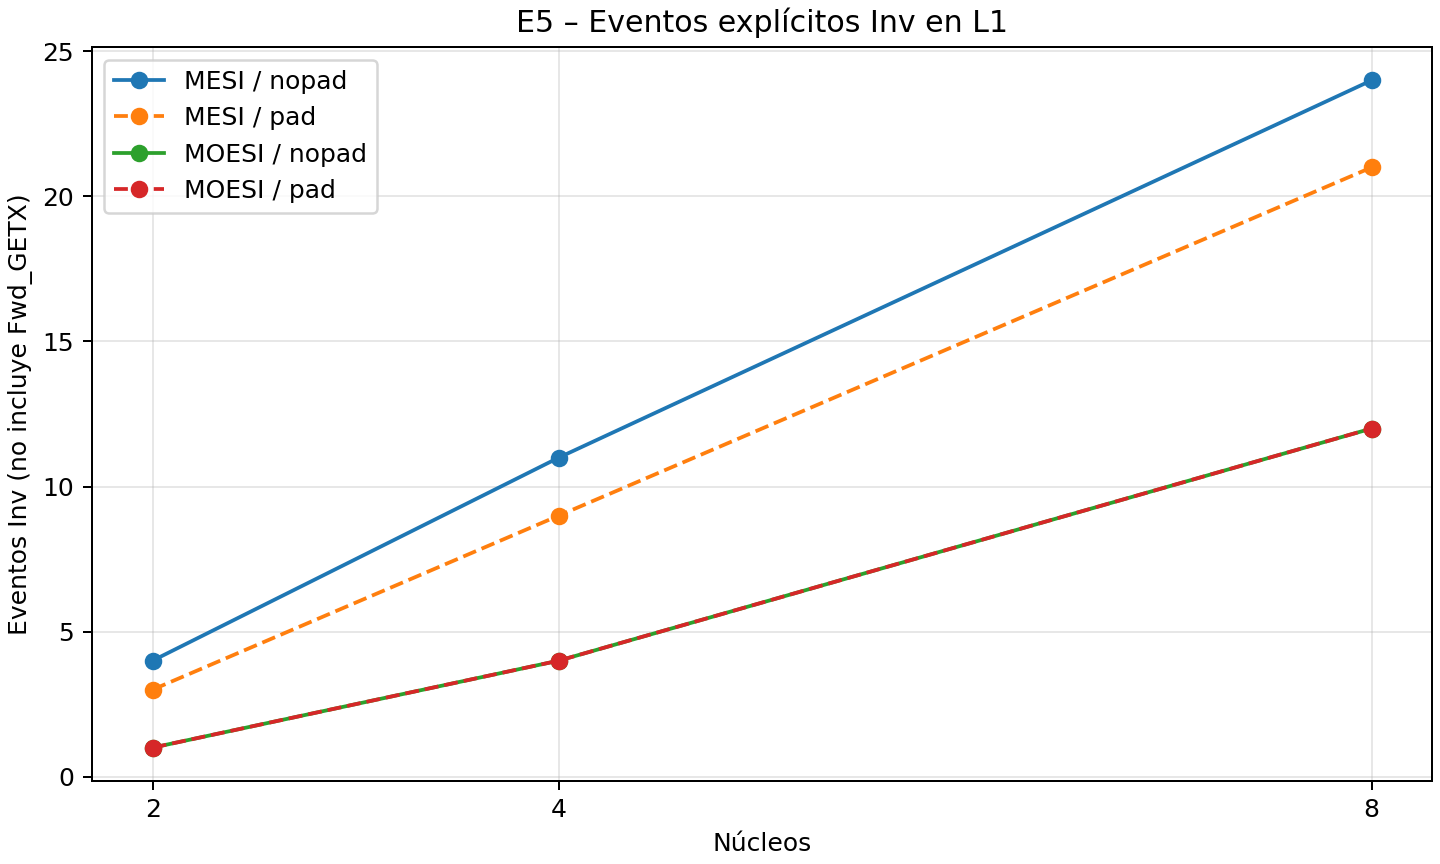 E5 – Eventos explícitos Inv en L1
MESI / nopad
MESI / pad
MOESI / nopad
MOESI / pad
Eventos Inv (no incluye Fwd_GETX)
25
20
15
10
5
0
2
4
8
Núcleos